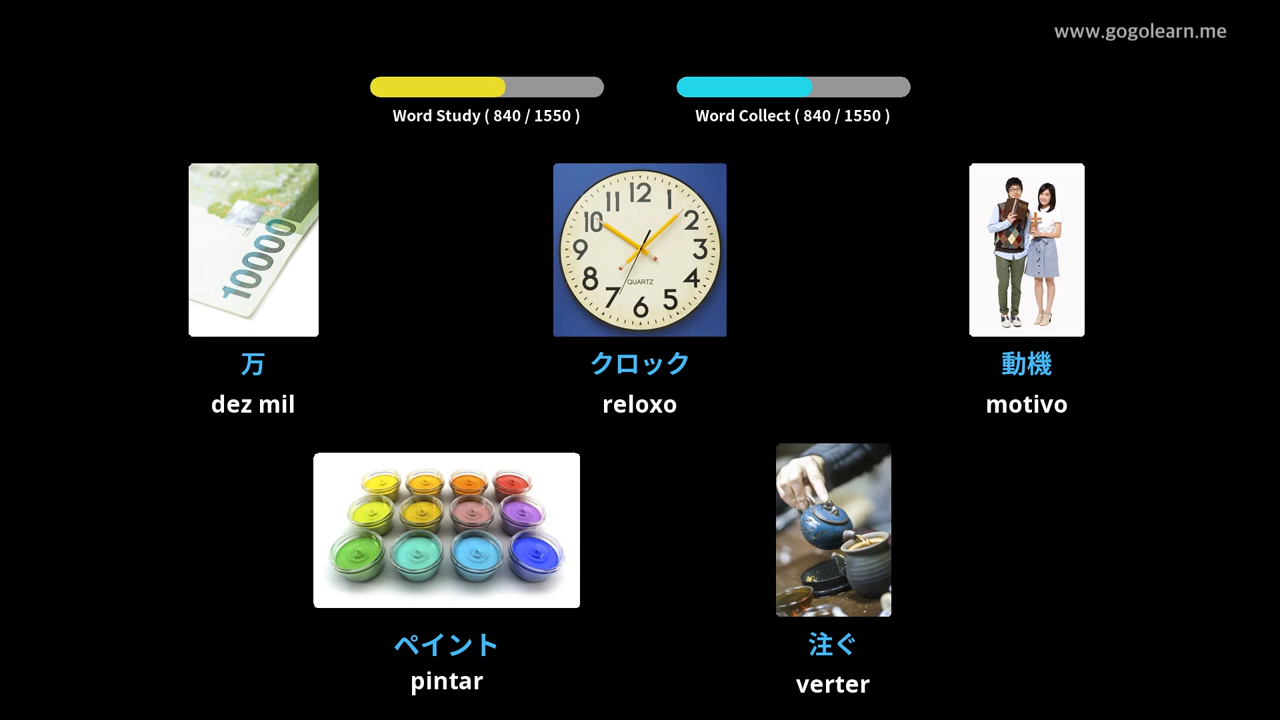 www.gogolearn.me
Word Study ( 840 / 1550 )
Word Collect ( 840 / 1550 )
10000
12
1
2
3
4
5
6
7
8
9
10
11
QUARTZ
万
クロック
動機
dez mil
reloxo
motivo
ペイント
注ぐ
pintar
verter